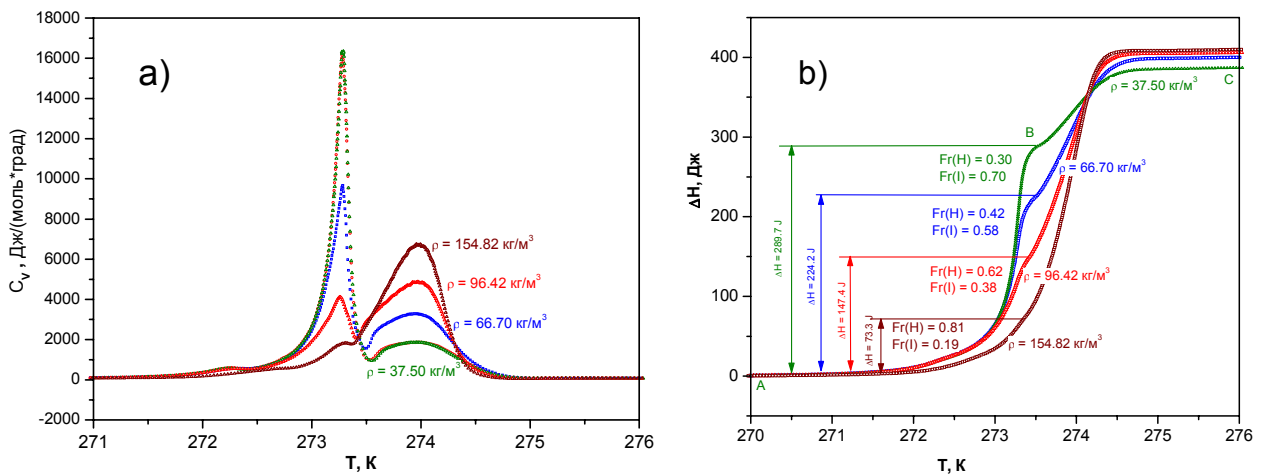 a)
18000
16000
14000
12000
10000
8000
6000
4000
2000
0
-2000
C_v , Дж/(моль*град)
ρ = 154.82 кг/м³
ρ = 96.42 кг/м³
ρ = 66.70 кг/м³
ρ = 37.50 кг/м³
271 272 273 274 275 276
T, К
b)
400
300
200
100
0
ΔH, Дж
C
ρ = 37.50 кг/м³
B
Fr(H) = 0.30
Fr(I) = 0.70
ρ = 66.70 кг/м³
ΔH = 289.7 J
ΔH = 224.2 J
Fr(H) = 0.42
Fr(I) = 0.58
ΔH = 147.4 J
Fr(H) = 0.62
Fr(I) = 0.38
ρ = 96.42 кг/м³
ΔH = 73.3 J
Fr(H) = 0.81
Fr(I) = 0.19
ρ = 154.82 кг/м³
A
270 271 272 273 274 275 276
T, К